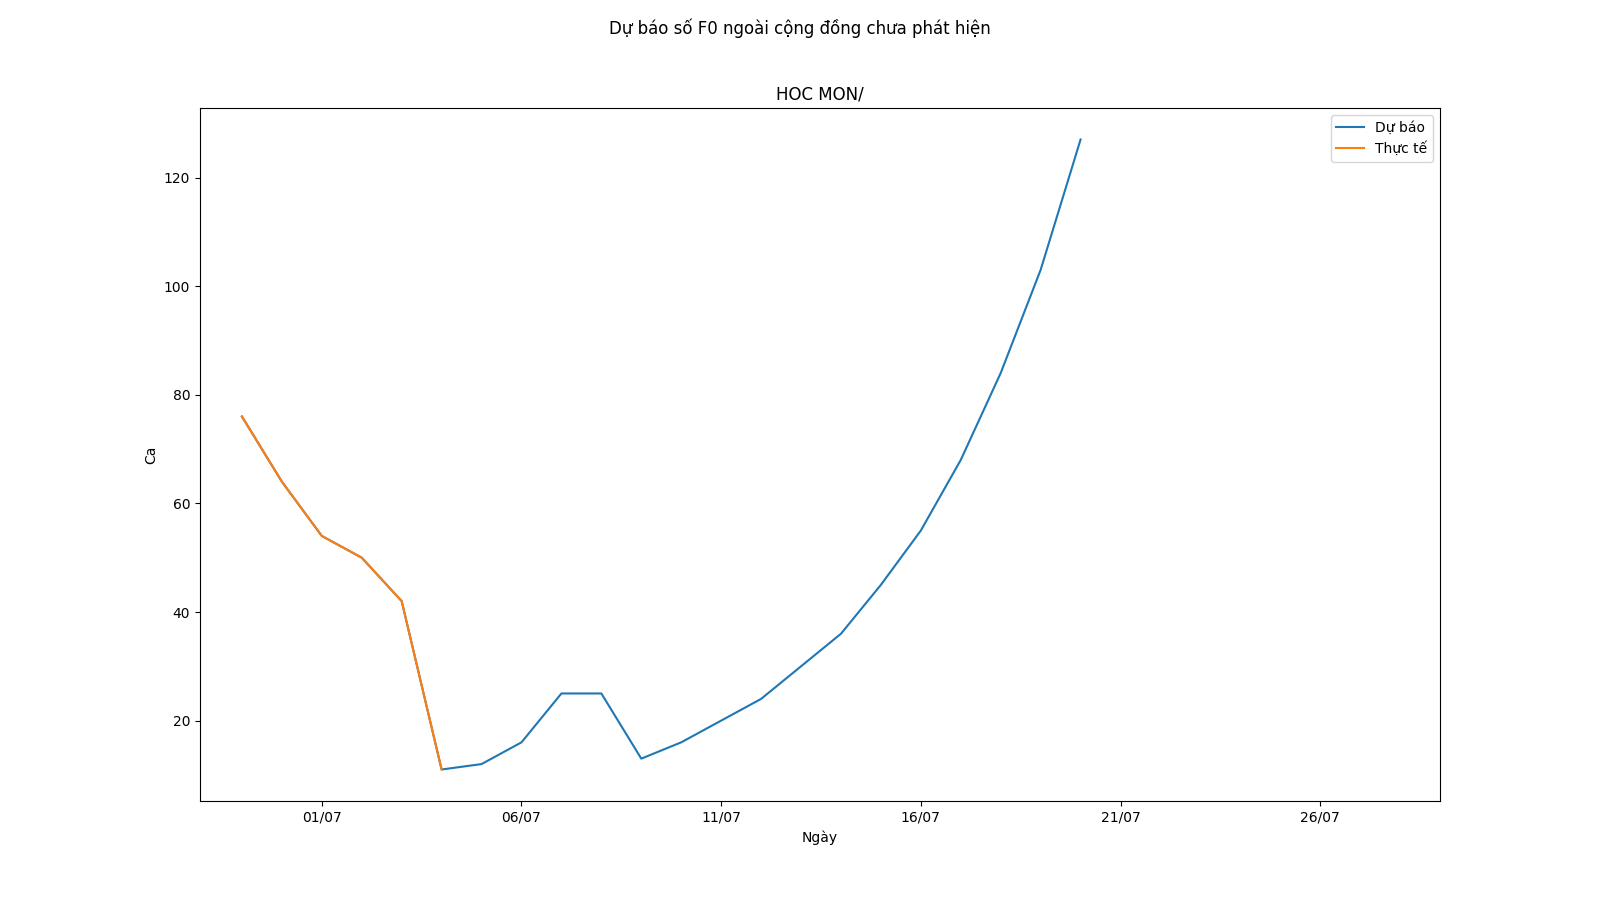 Dự báo số F0 ngoài cộng đồng chưa phát hiện
HOC MON/
Dự báo
Thực tế
120
100
80
60
40
20
Ca
01/07 06/07 11/07 16/07 21/07 26/07
Ngày